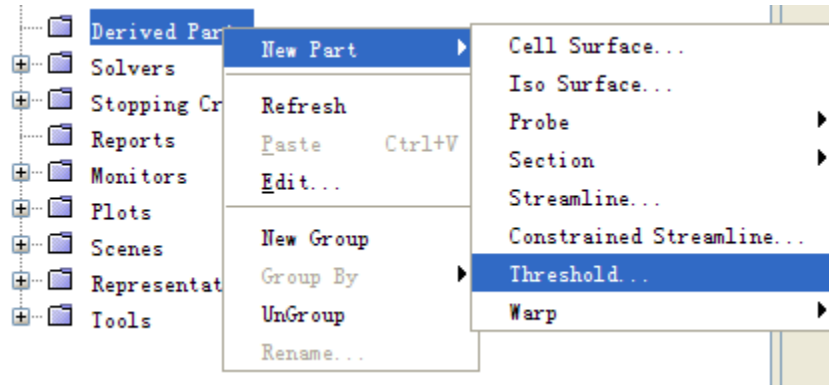 Derived Par
Solvers
Stopping Cr
Reports
Monitors
Plots
Scenes
Representat
Tools
New Part
Refresh
Paste Ctrl+V
Edit...
New Group
Group By
UnGroup
Rename...
Cell Surface...
Iso Surface...
Probe
Section
Streamline...
Constrained Streamline...
Threshold...
Warp